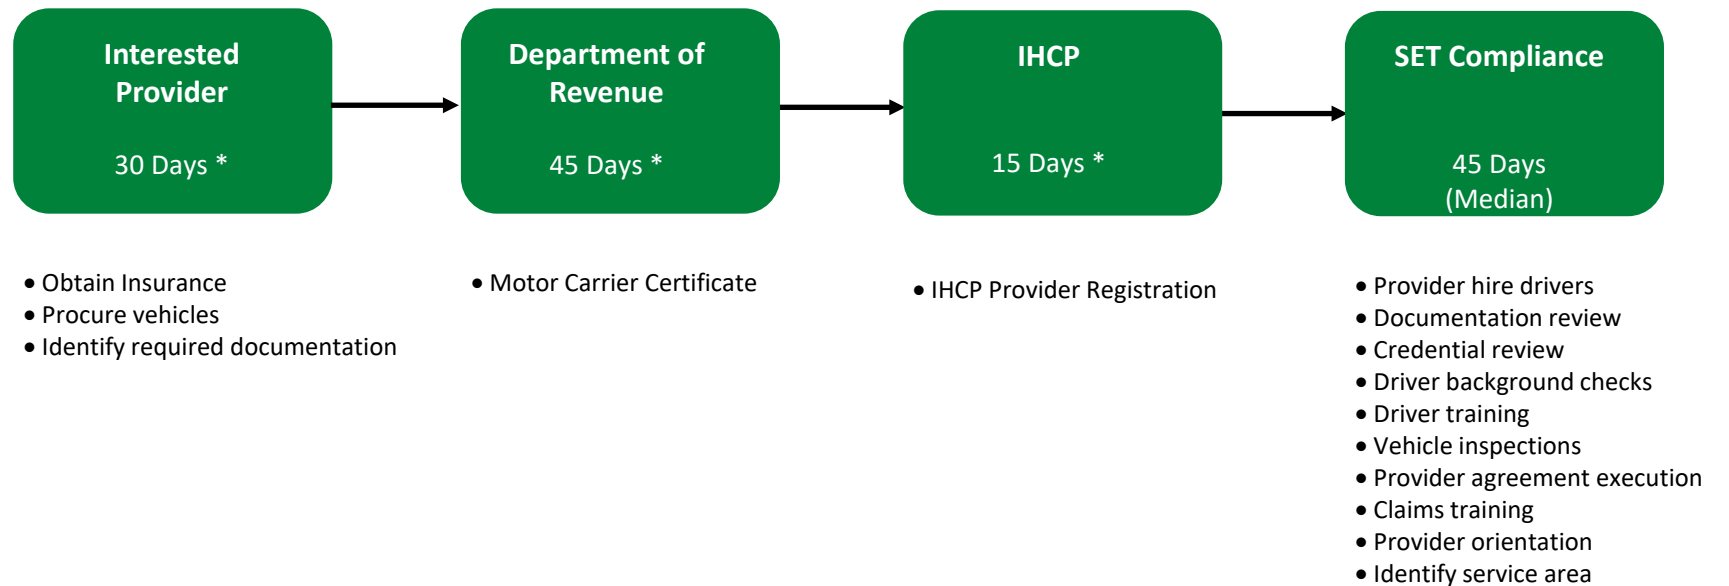 Interested
Provider
30 Days *
Department of
Revenue
45 Days *
IHCP
15 Days *
SET Compliance
45 Days
(Median)
• Obtain Insurance
• Procure vehicles
• Identify required documentation
• Motor Carrier Certificate
• IHCP Provider Registration
• Provider hire drivers
• Documentation review
• Credential review
• Driver background checks
• Driver training
• Vehicle inspections
• Provider agreement execution
• Claims training
• Provider orientation
• Identify service area